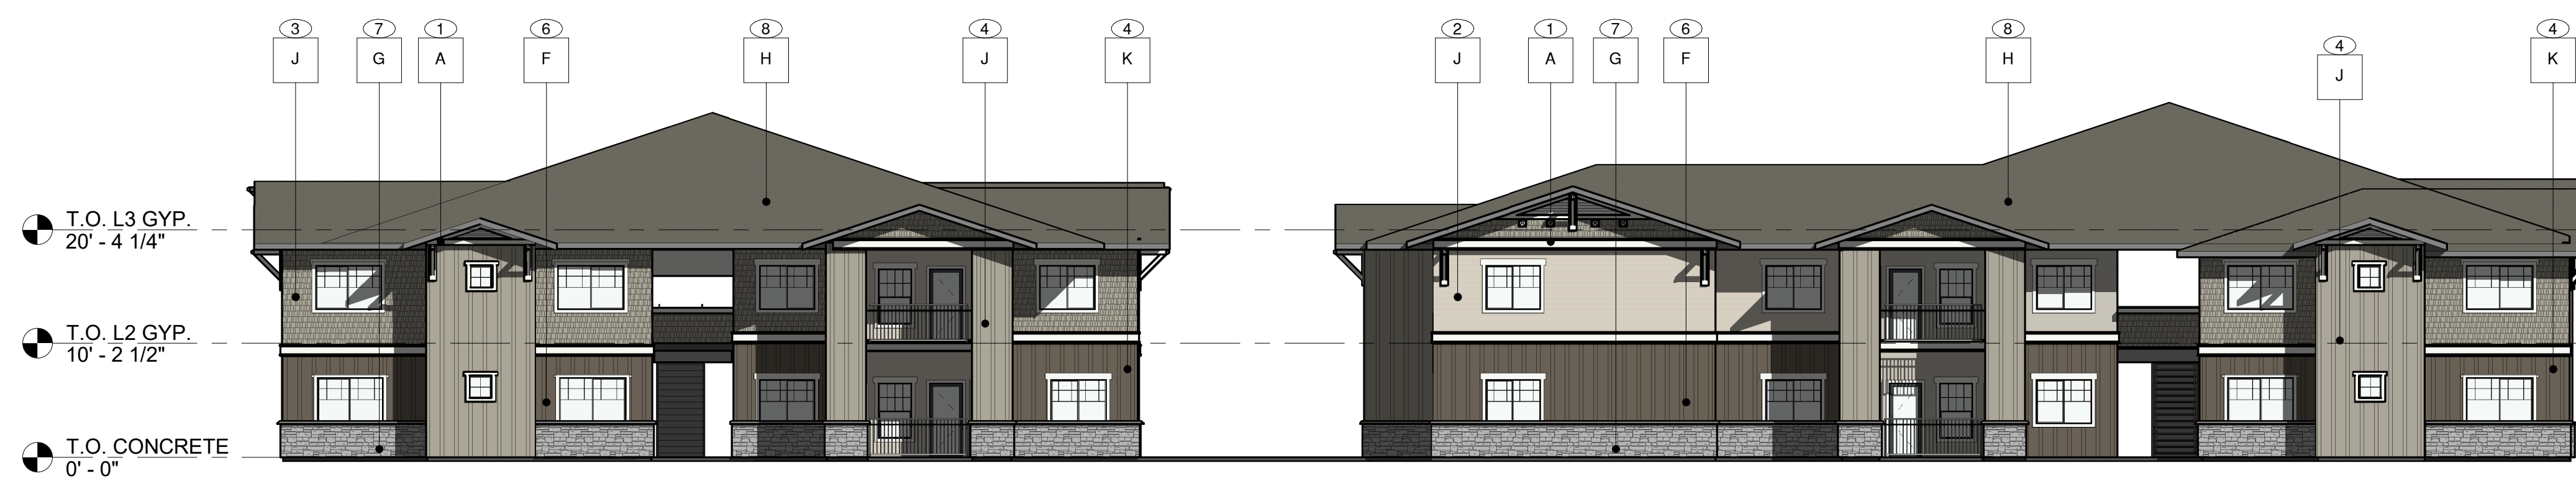 3 7 1 6 8 4 4
J G A F H J K
2 1 7 6 8 4 4
J A G F H J K
T.O. L3 GYP.
20' - 4 1/4"
T.O. L2 GYP.
10' - 2 1/2"
T.O. CONCRETE
0' - 0"